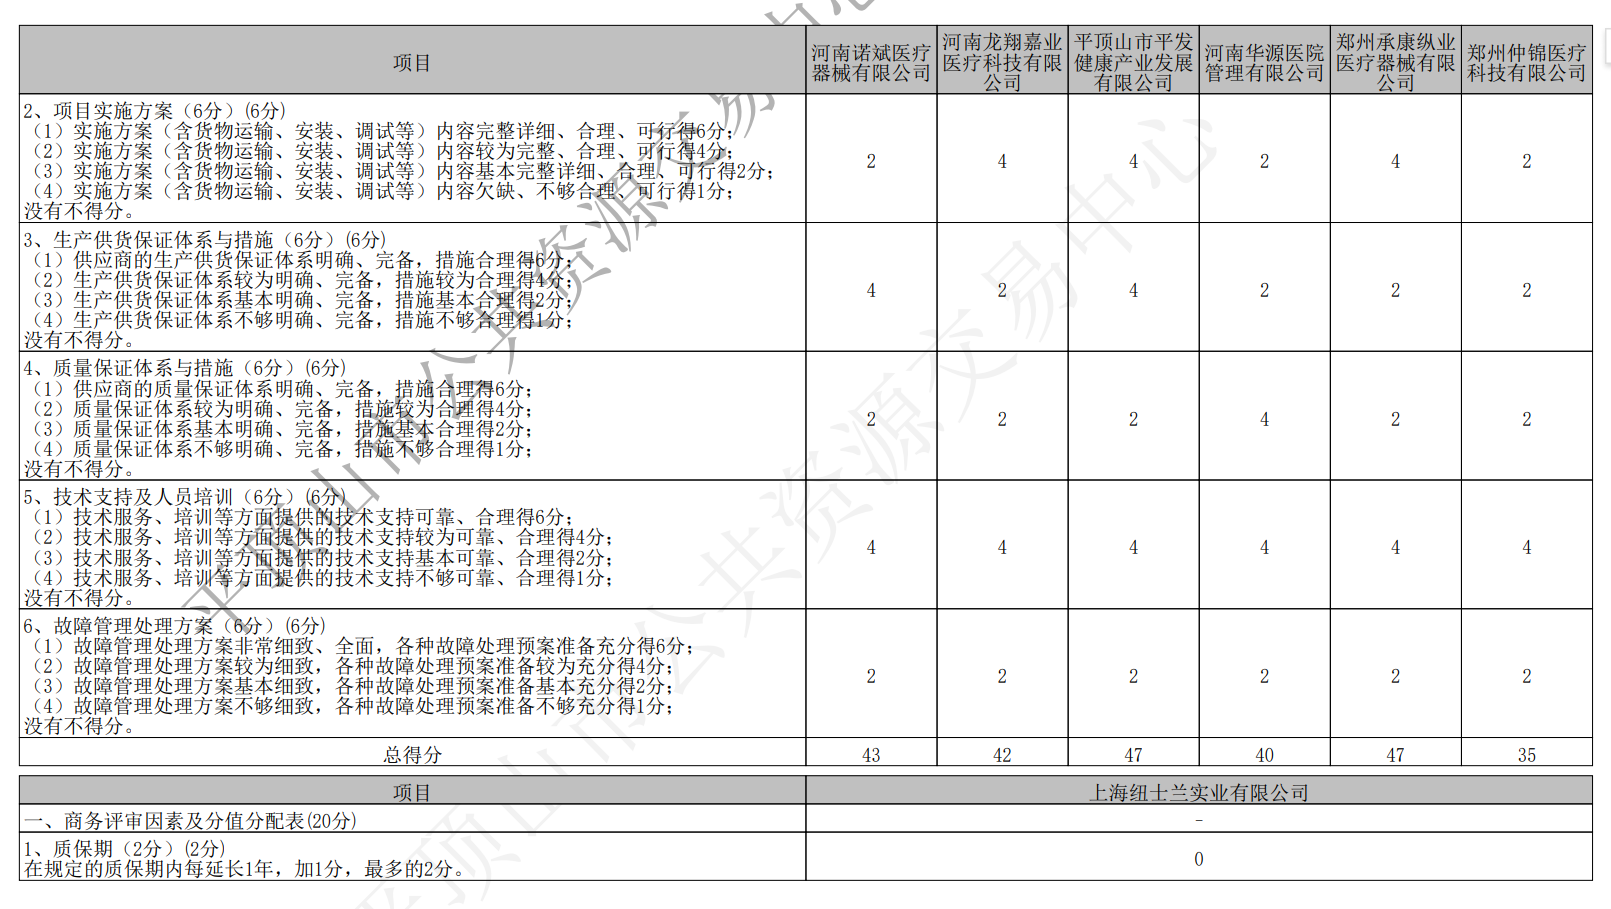 项目
河南诺斌医疗
器械有限公司
河南龙翔嘉业
医疗科技有限
公司
平顶山市平发
健康产业发展
有限公司
河南华源医院
管理有限公司
郑州承康纵业
医疗器械有限
公司
郑州仲锦医疗
科技有限公司
2、项目实施方案（6分）(6分)
（1）实施方案（含货物运输、安装、调试等）内容完整详细、合理、可行得6分；
（2）实施方案（含货物运输、安装、调试等）内容较为完整、合理、可行得4分；
（3）实施方案（含货物运输、安装、调试等）内容基本完整详细、合理、可行得2分；
（4）实施方案（含货物运输、安装、调试等）内容欠缺、不够合理、可行得1分；
没有不得分。
2 4 4 2 4 2
3、生产供货保证体系与措施（6分）(6分)
（1）供应商的生产供货保证体系明确、完备，措施合理得6分；
（2）生产供货保证体系较为明确、完备，措施较为合理得4分；
（3）生产供货保证体系基本明确、完备，措施基本合理得2分；
（4）生产供货保证体系不够明确、完备，措施不够合理得1分；
没有不得分。
4 2 4 2 2 2
4、质量保证体系与措施（6分）(6分)
（1）供应商的质量保证体系明确、完备，措施合理得6分；
（2）质量保证体系较为明确、完备，措施较为合理得4分；
（3）质量保证体系基本明确、完备，措施基本合理得2分；
（4）质量保证体系不够明确、完备，措施不够合理得1分；
没有不得分。
2 2 2 4 2 2
5、技术支持及人员培训（6分）(6分)
（1）技术服务、培训等方面提供的技术支持可靠、合理得6分；
（2）技术服务、培训等方面提供的技术支持较为可靠、合理得4分；
（3）技术服务、培训等方面提供的技术支持基本可靠、合理得2分；
（4）技术服务、培训等方面提供的技术支持不够可靠、合理得1分；
没有不得分。
4 4 4 4 4 4
6、故障管理处理方案（6分）(6分)
（1）故障管理处理方案非常细致、全面，各种故障处理预案准备充分得6分；
（2）故障管理处理方案较为细致，各种故障处理预案准备较为充分得4分；
（3）故障管理处理方案基本细致，各种故障处理预案准备基本充分得2分；
（4）故障管理处理方案不够细致，各种故障处理预案准备不够充分得1分；
没有不得分。
2 2 2 2 2 2
总得分 43 42 47 40 47 35
项目 上海纽士兰实业有限公司
一、商务评审因素及分值分配表(20分) -
1、质保期（2分）(2分)
在规定的质保期内每延长1年，加1分，最多的2分。
0
平顶山市公共资源交易中心
平顶山市公共资源交易中心